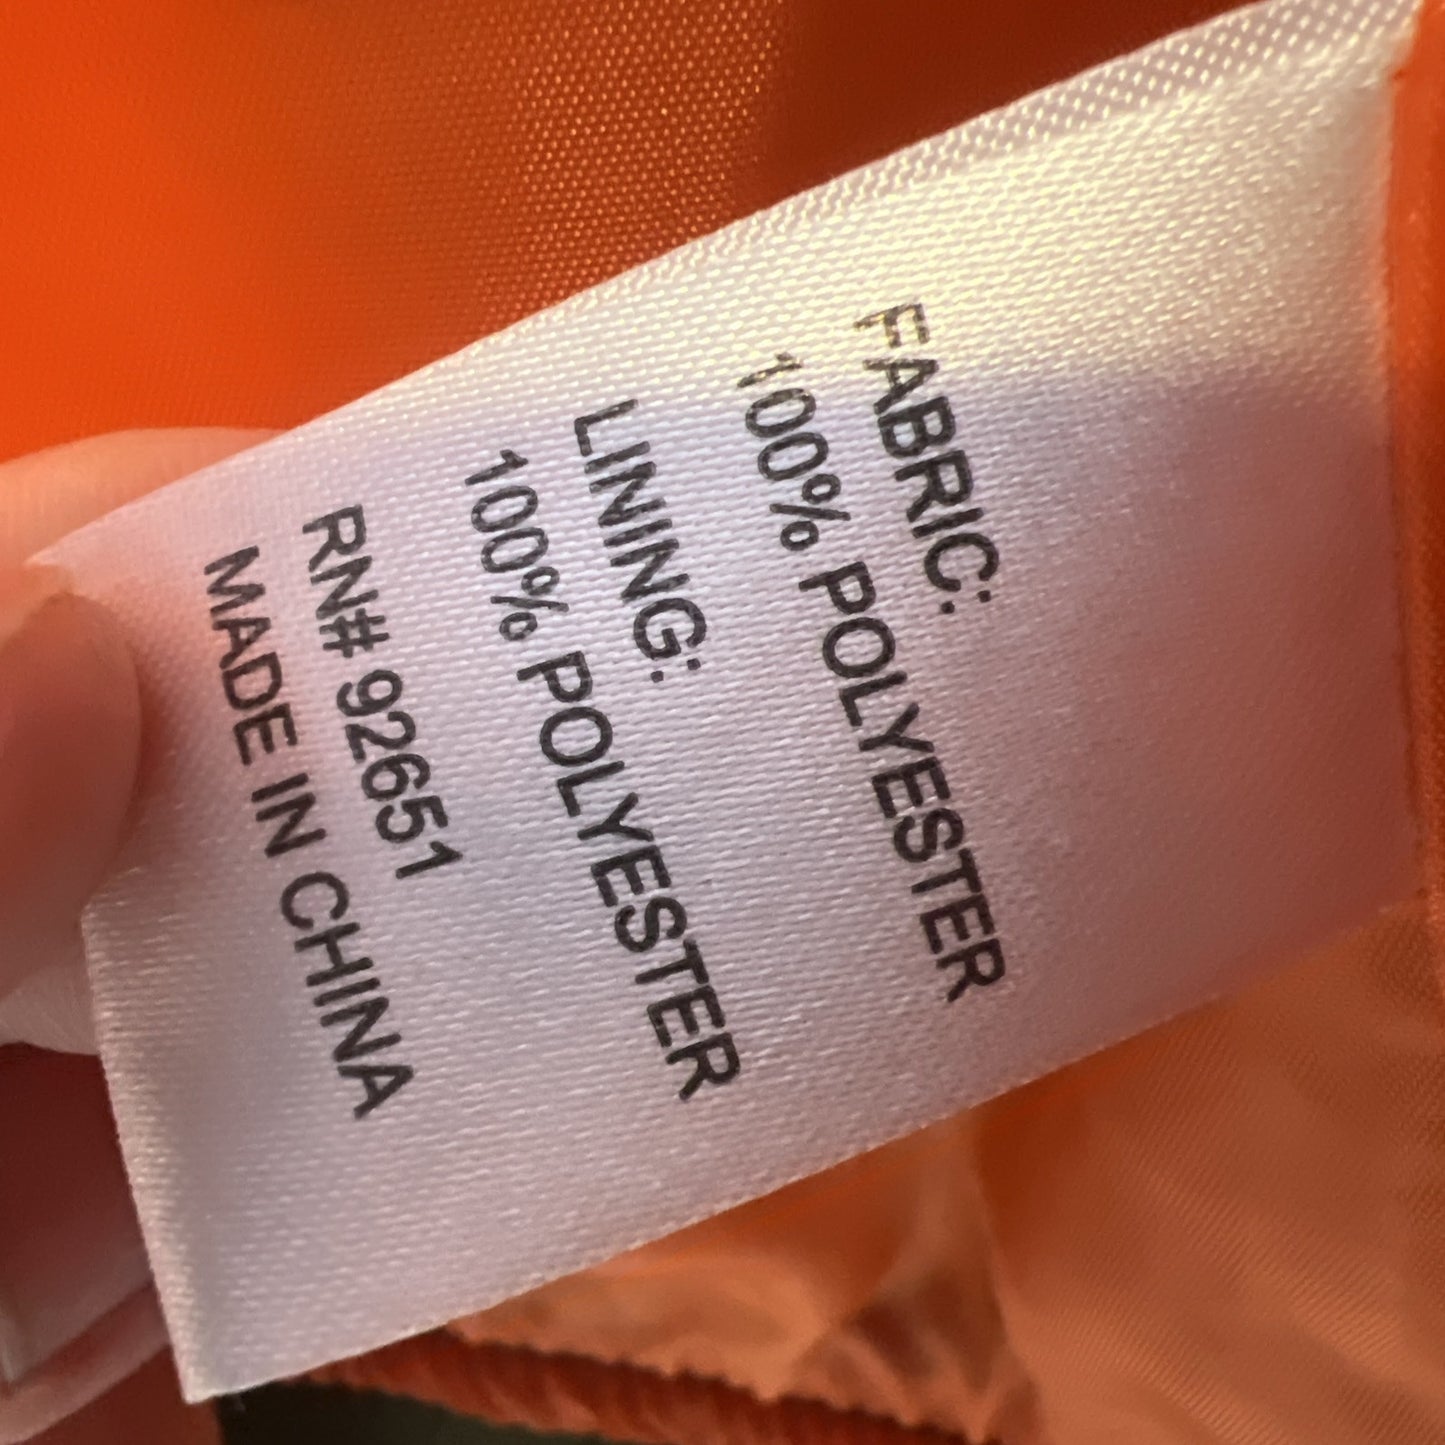 FABRIC:
100% POLYESTER
LINING:
100% POLYESTER
RN# 92651
MADE IN CHINA